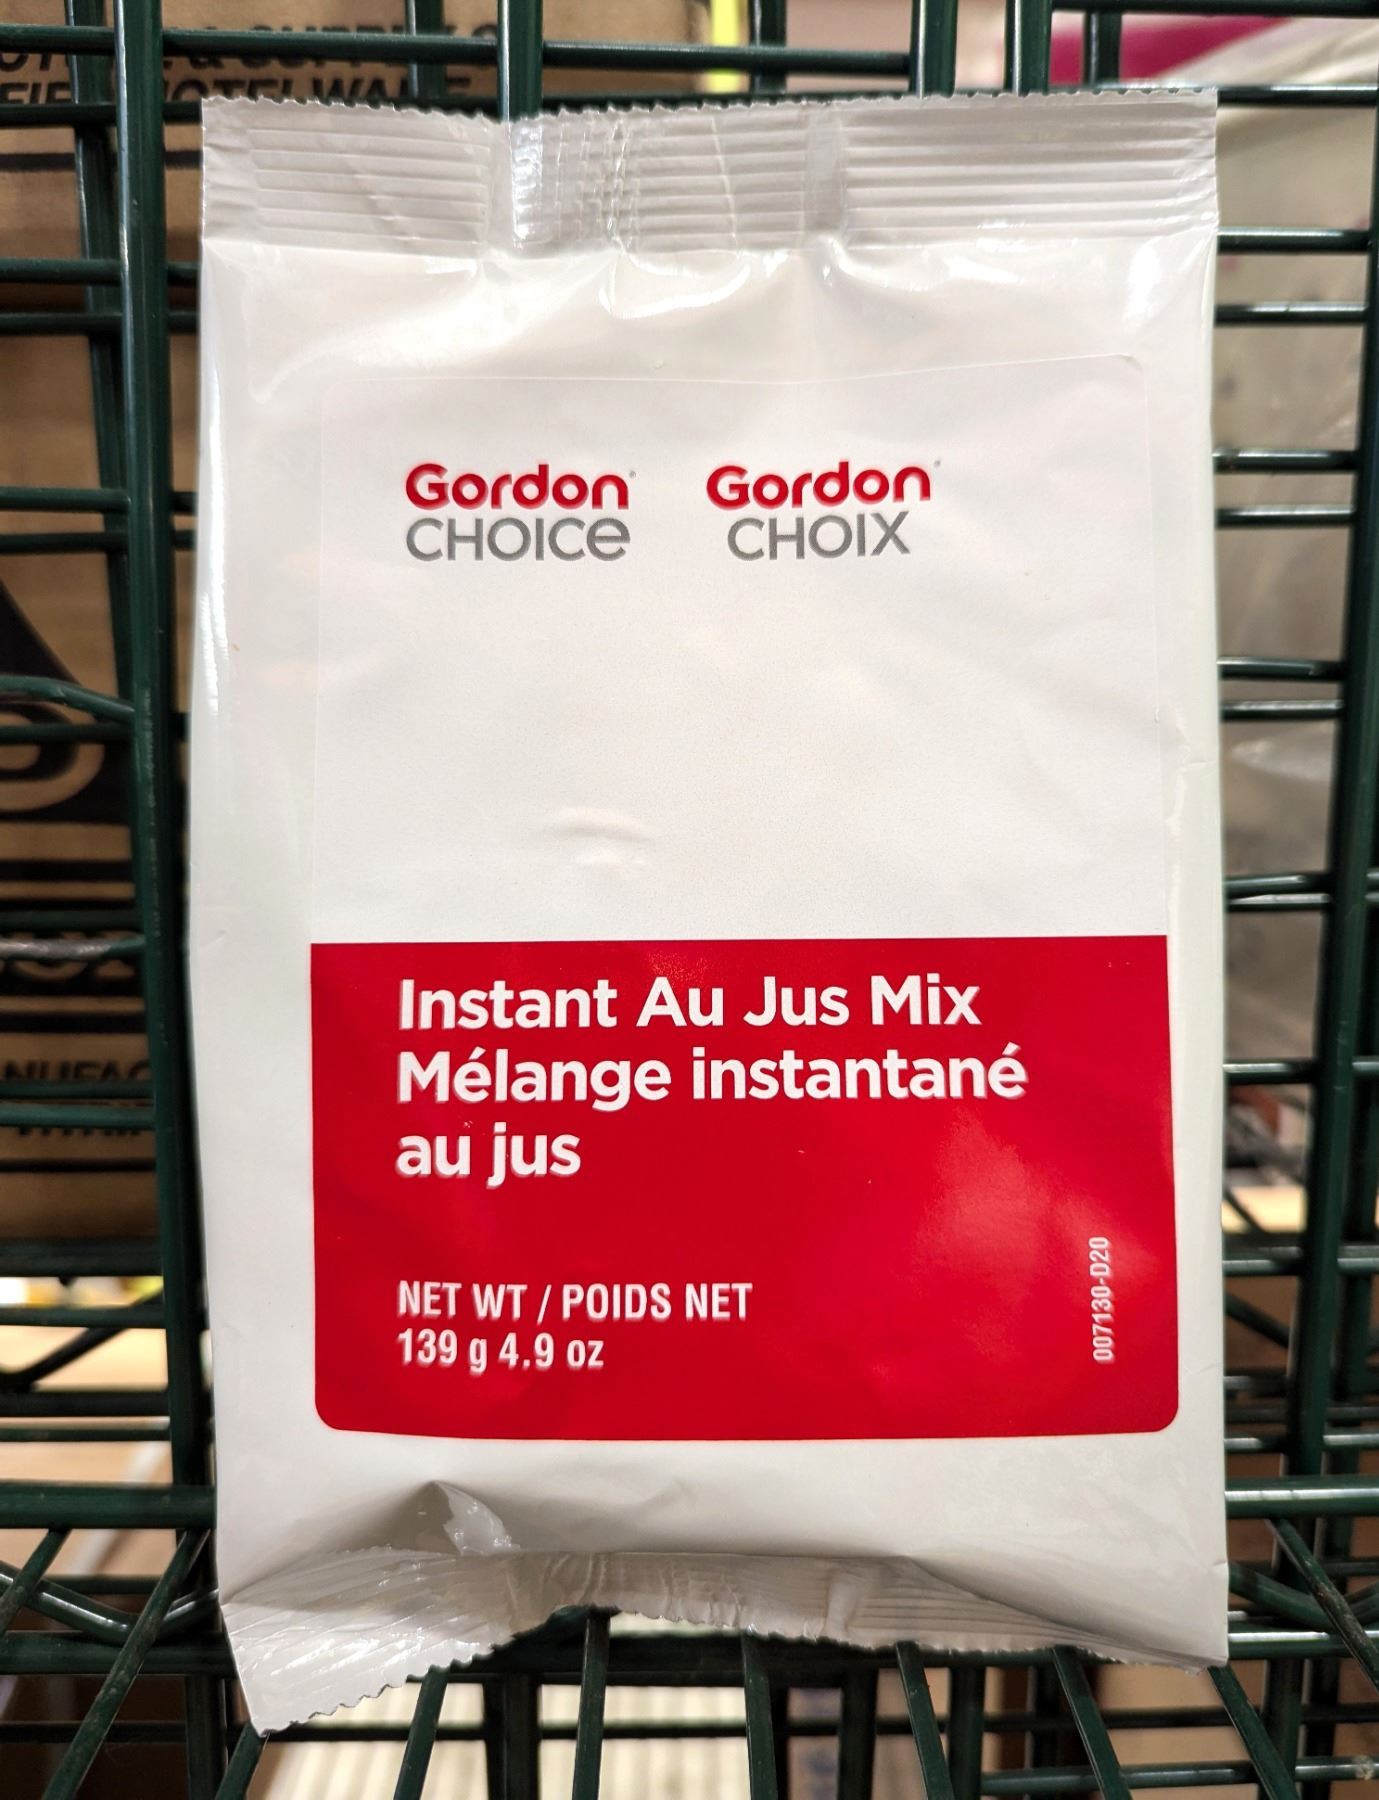 Gordon
CHOICE
Gordon
CHOIX
Instant Au Jus Mix
Mélange instantané
au jus
NET WT / POIDS NET
139 g 4.9 oz
007130-D20